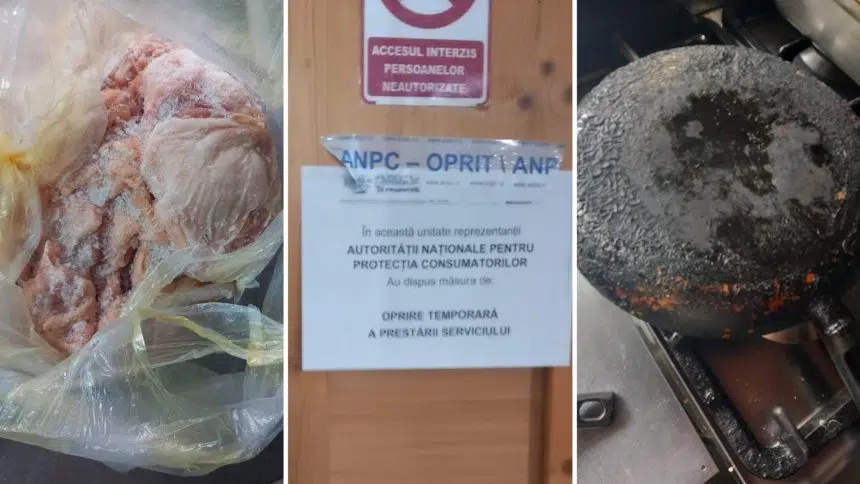 ACCESUL INTERZIS
PERSOANELOR
NEAUTORIZATE
ANPC – OPRIT \ ANP
În această unitate reprezentanții
AUTORITĂȚII NAȚIONALE PENTRU
PROTECȚIA CONSUMATORILOR
Au dispus măsura de:
OPRIRE TEMPORARĂ
A PRESTĂRII SERVICIULUI